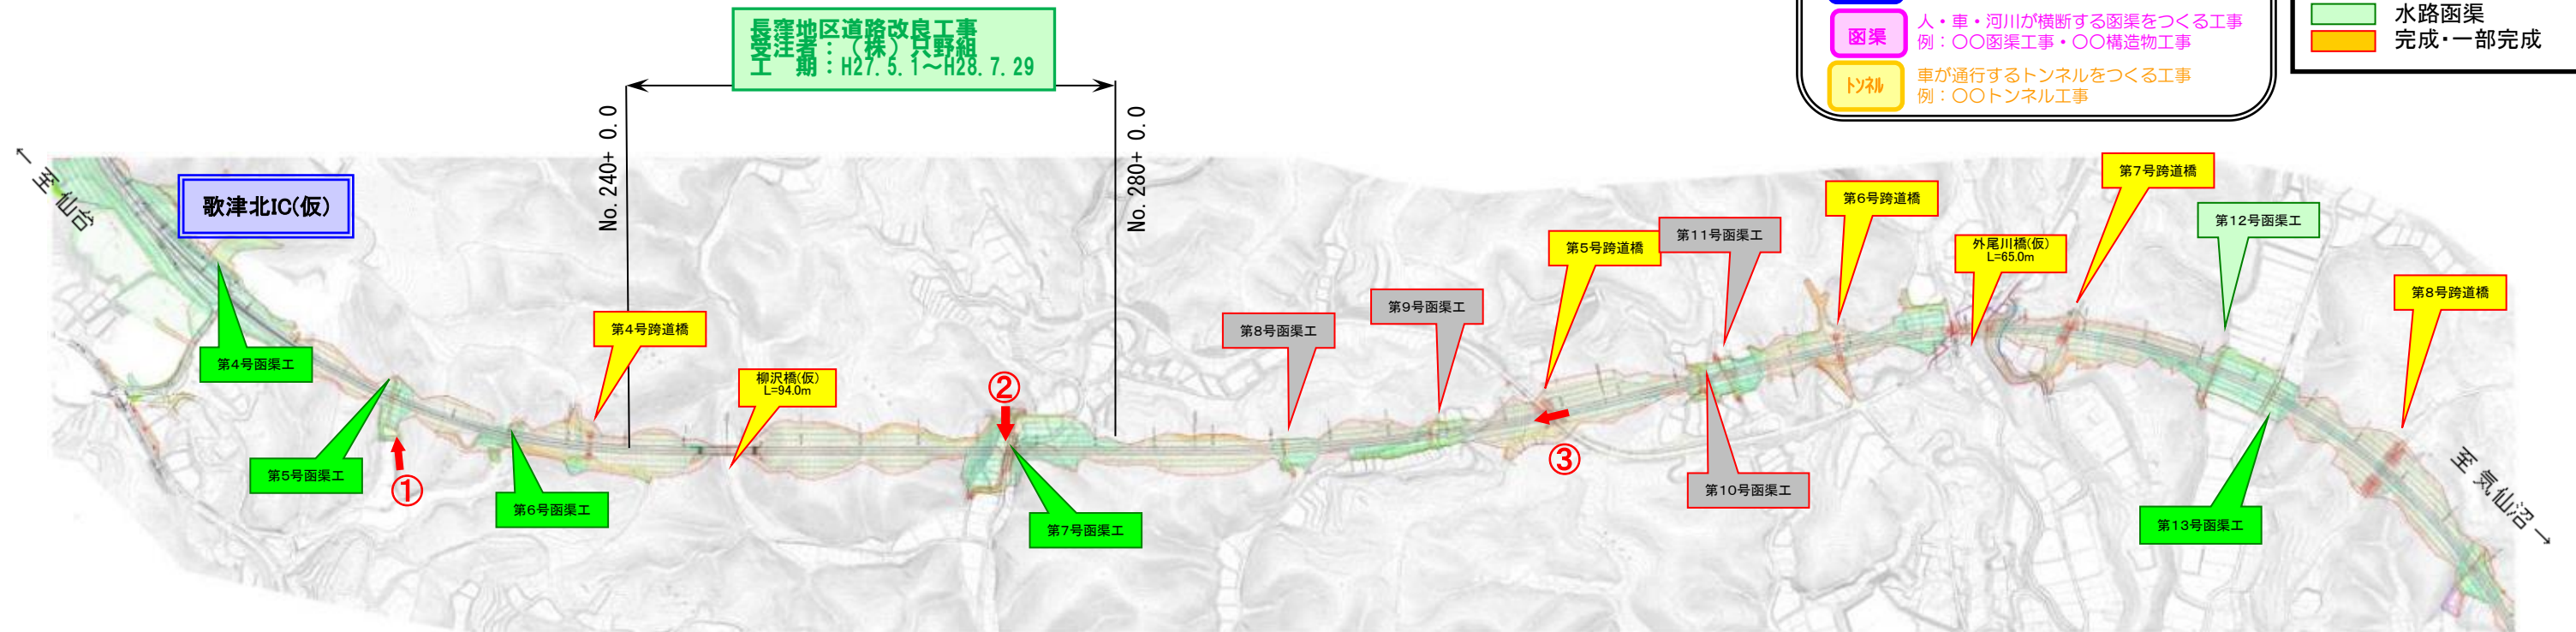 長窪地区道路改良工事
受注者：（株）只野組
工　期：H27.5.1～H28.7.29
函渠
人・車・河川が横断する函渠をつくる工事
例：〇〇函渠工事・〇〇構造物工事
トンネル
車が通行するトンネルをつくる工事
例：〇〇トンネル工事
水路函渠
完成・一部完成
No.240+ 0.0
No.280+ 0.0
←至 仙台
歌津北IC(仮)
第4号函渠工
第5号函渠工
①
第6号函渠工
第4号跨道橋
柳沢橋(仮)
L=94.0m
②
第7号函渠工
第8号函渠工
第9号函渠工
第5号跨道橋
③
第11号函渠工
第10号函渠工
第6号跨道橋
外尾川橋(仮)
L=65.0m
第7号跨道橋
第12号函渠工
第13号函渠工
第8号跨道橋
至 気仙沼→